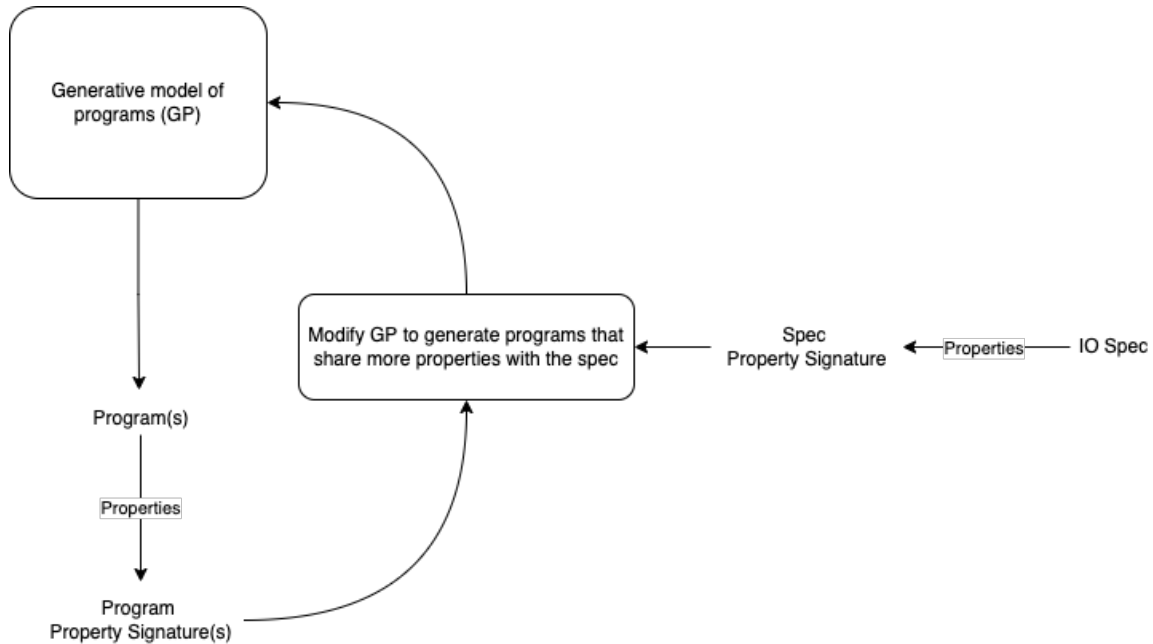 Generative model of
programs (GP)
Modify GP to generate programs that
share more properties with the spec
Spec
Property Signature
Properties
IO Spec
Program(s)
Properties
Program
Property Signature(s)